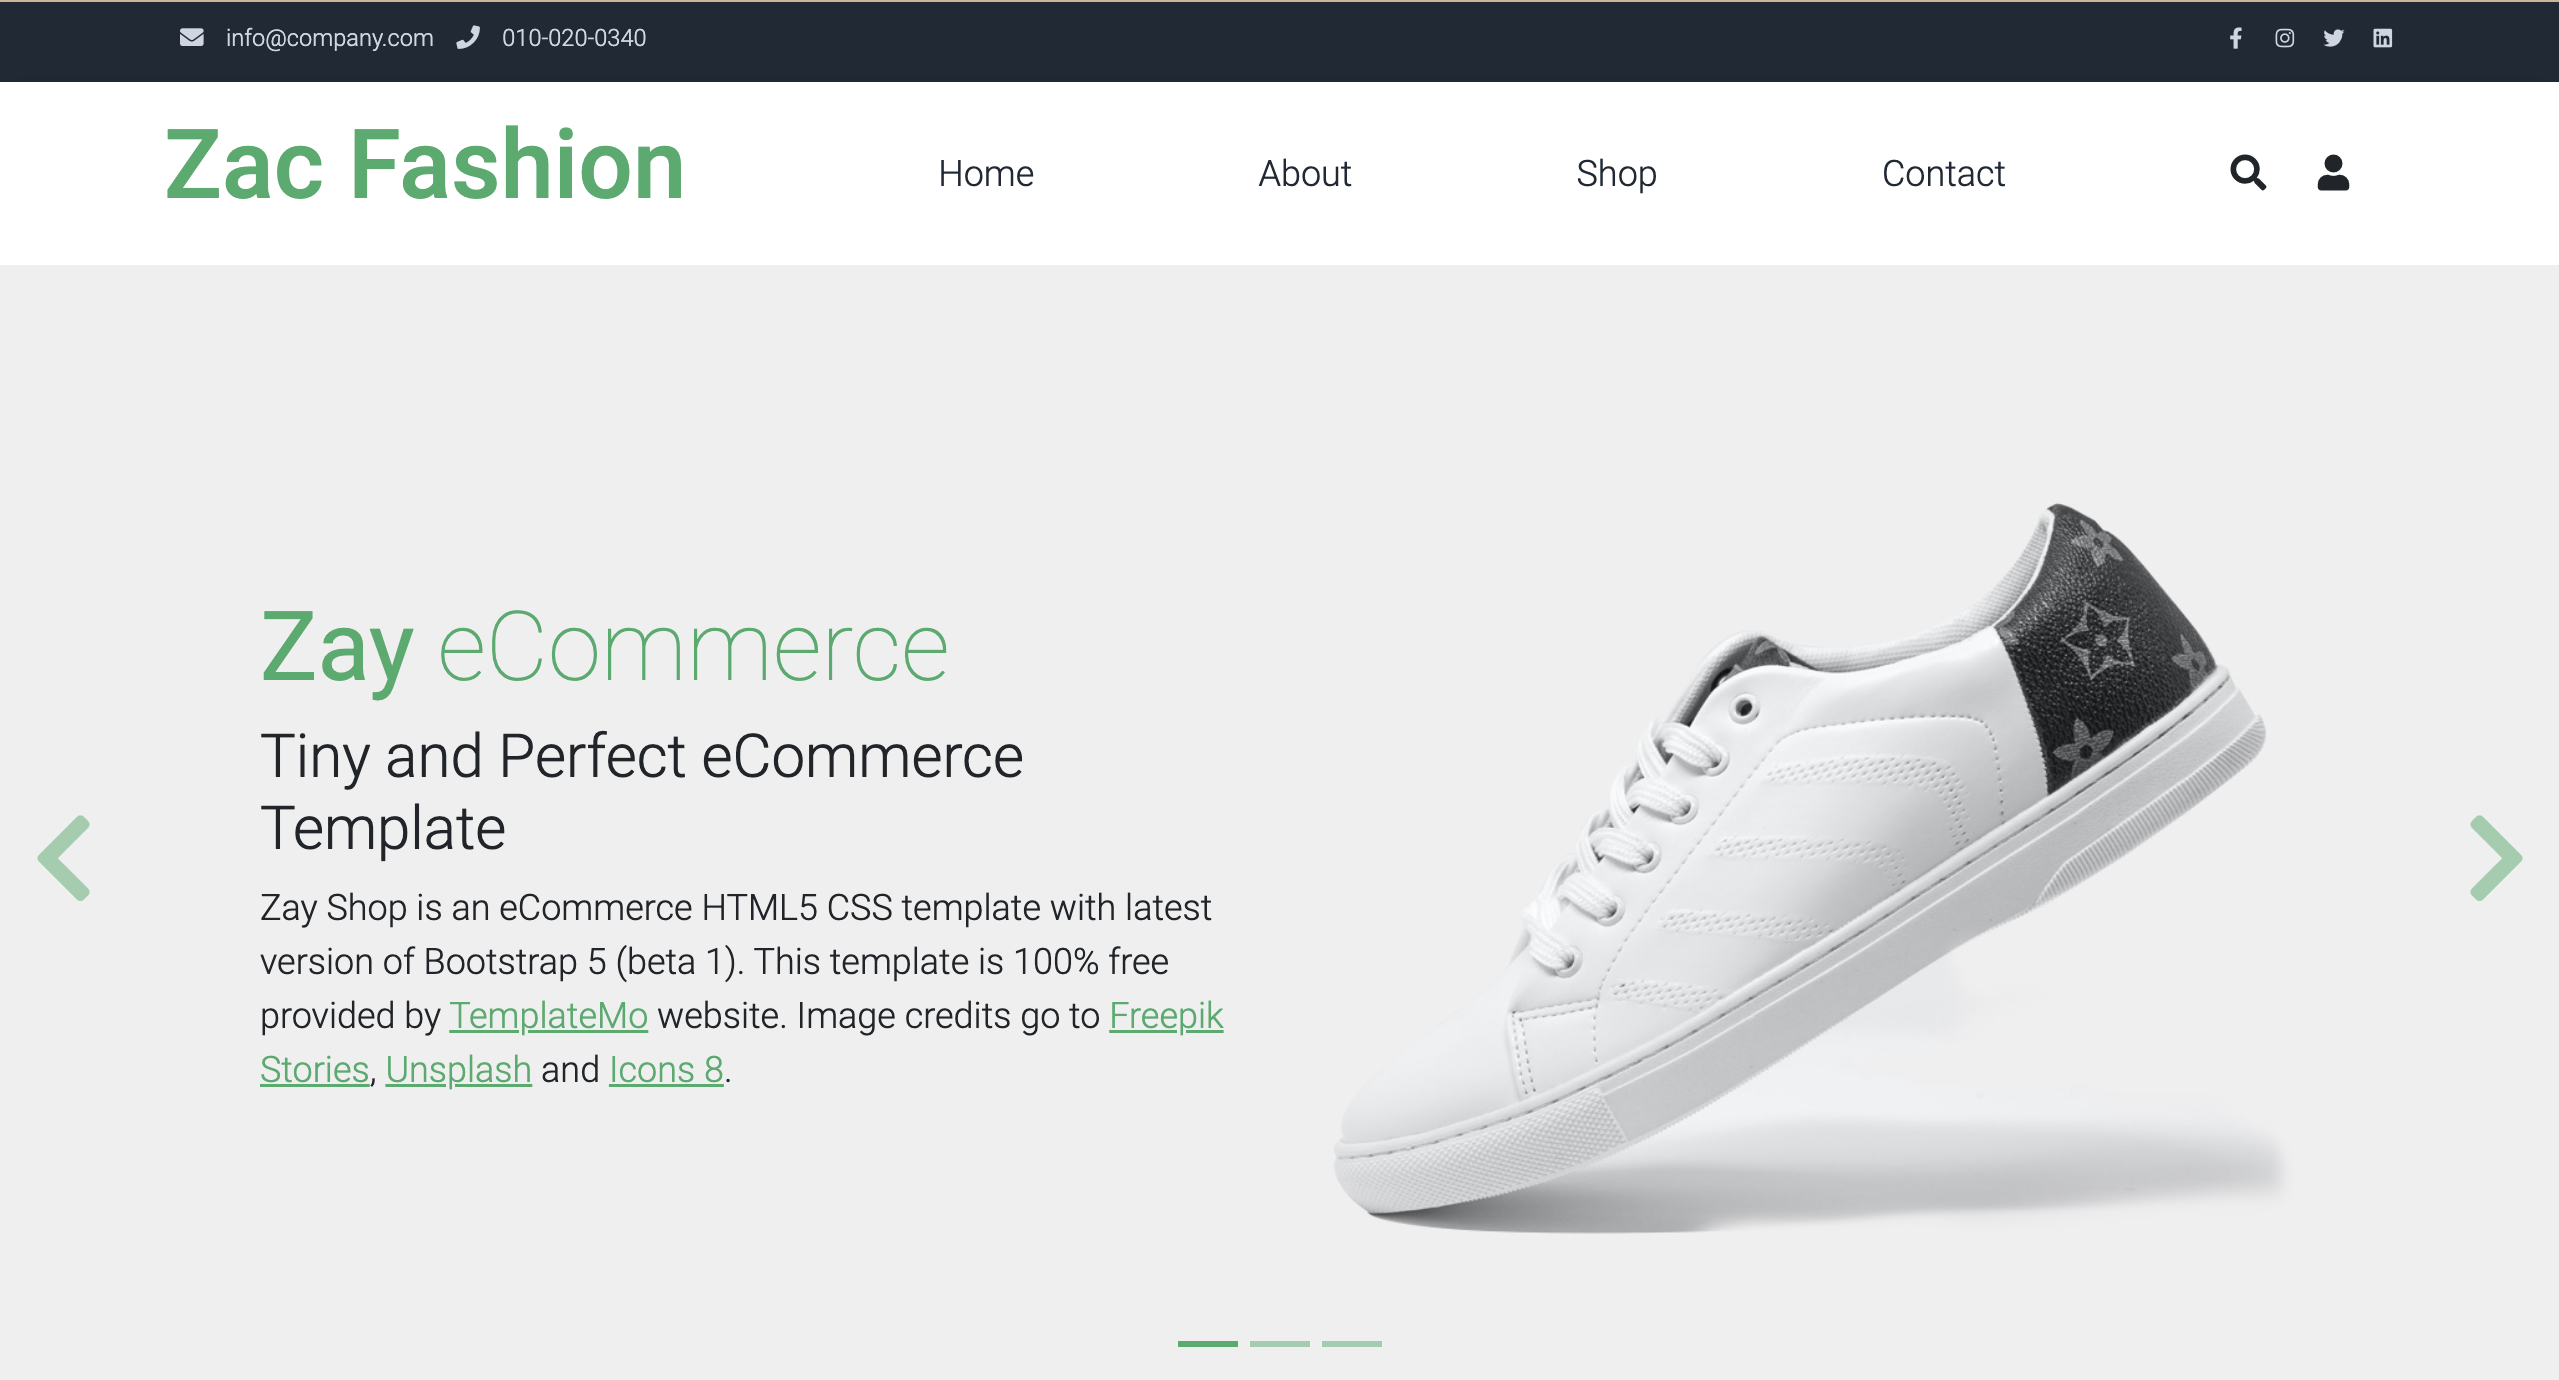 info@company.com 010-020-0340
Zac Fashion Home About Shop Contact
Zay eCommerce
Tiny and Perfect eCommerce
Template
Zay Shop is an eCommerce HTML5 CSS template with latest
version of Bootstrap 5 (beta 1). This template is 100% free
provided by TemplateMo website. Image credits go to Freepik
Stories, Unsplash and Icons 8.